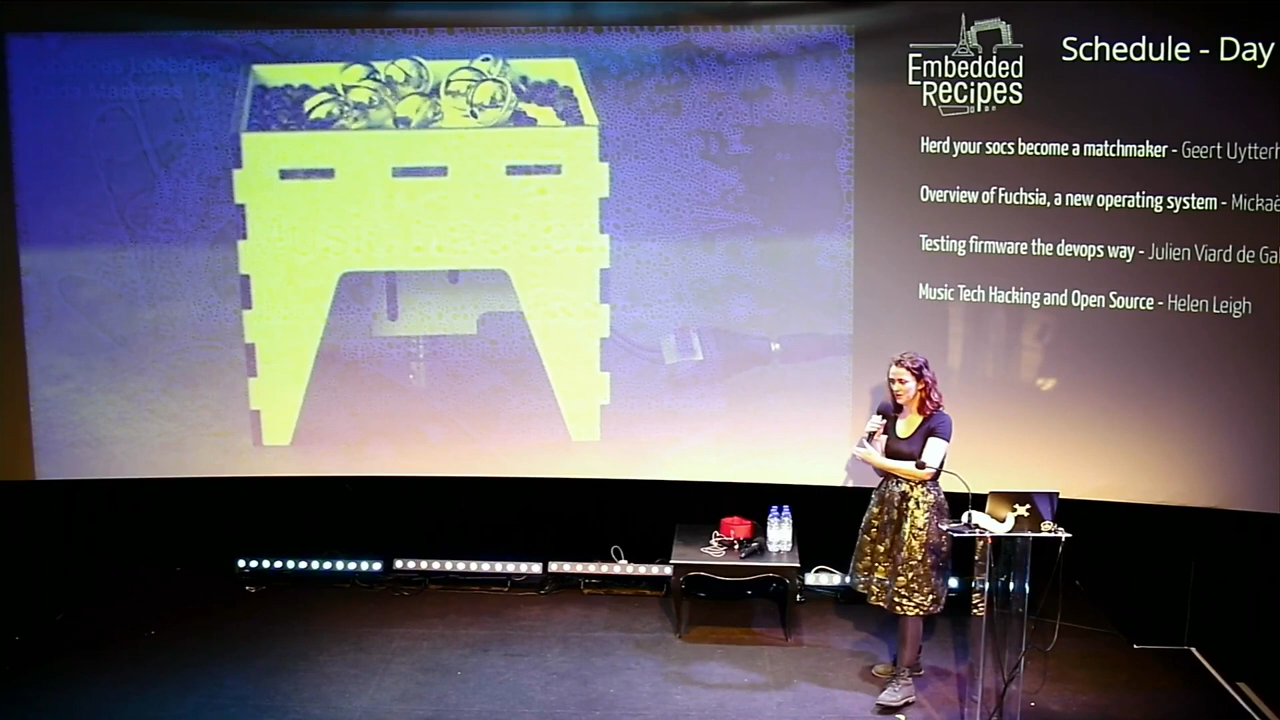 Embedded
Recipes
Schedule - Day
Herd your socs become a matchmaker - Geert Uytterh
Overview of Fuchsia, a new operating system - Mickaë
Testing firmware the devops way - Julien Viard de Gal
Music Tech Hacking and Open Source - Helen Leigh